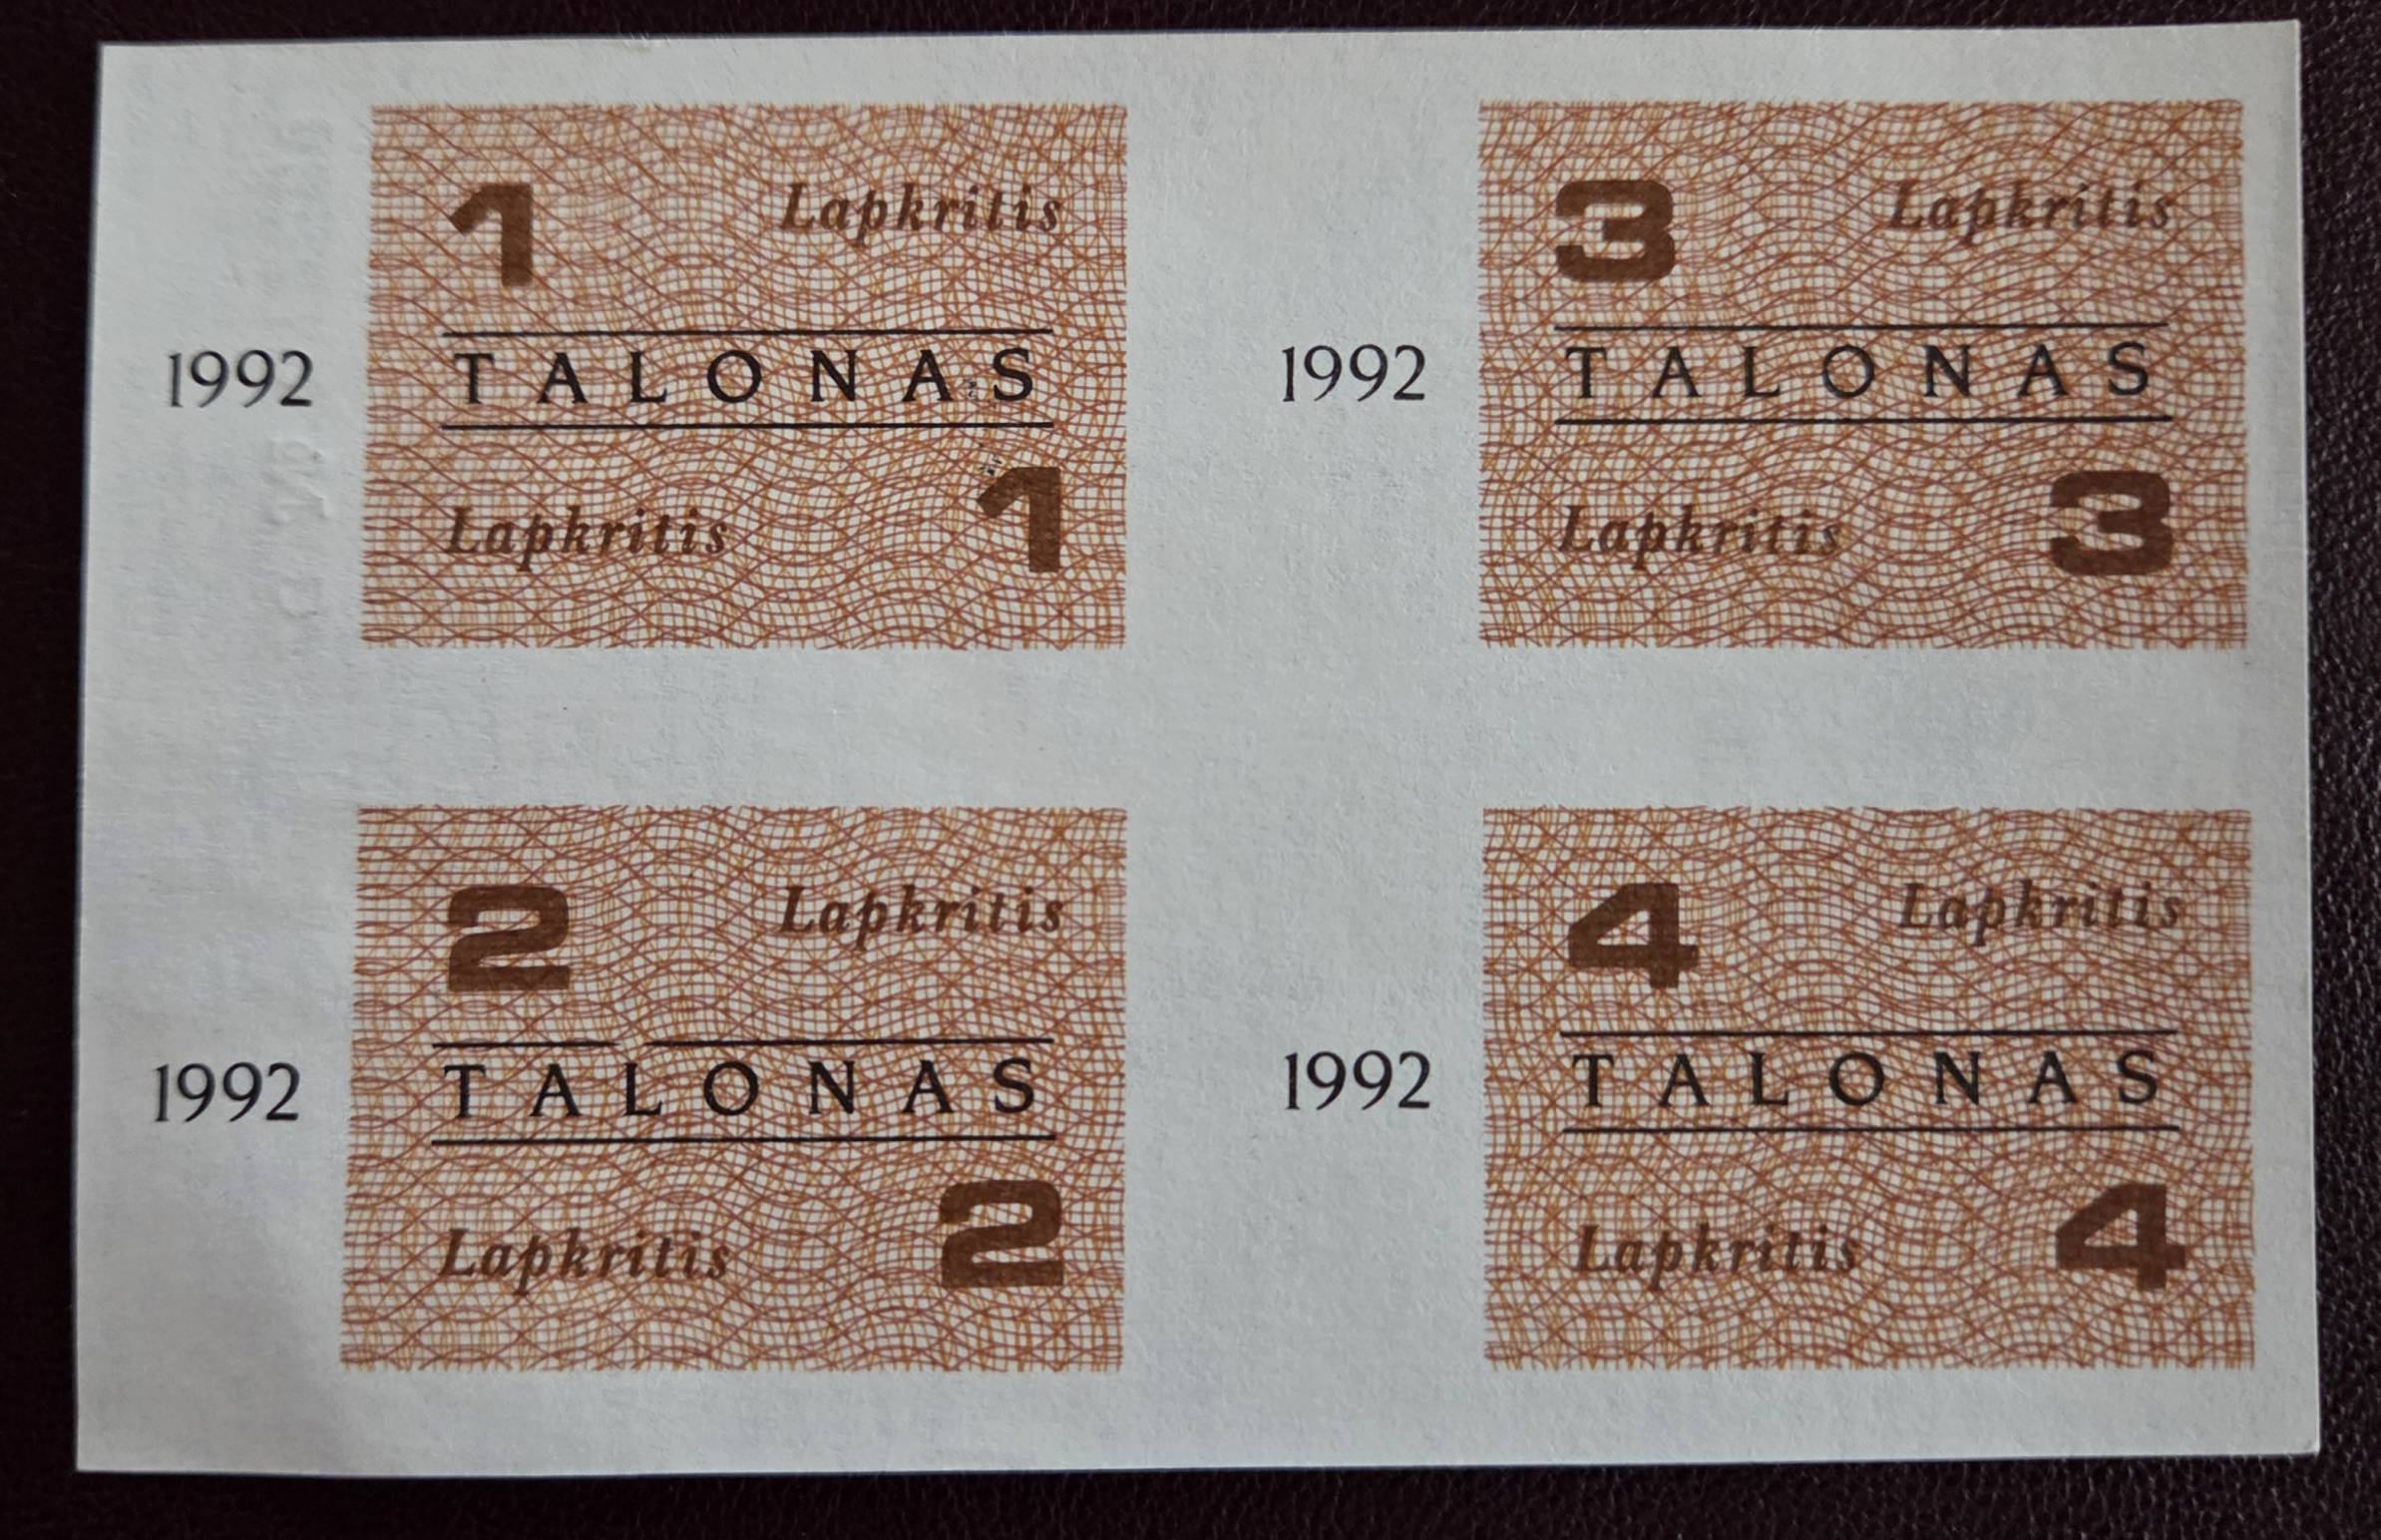 1 Lapkritis
1992 TALONAS
Lapkritis 1
3 Lapkritis
1992 TALONAS
Lapkritis 3
2 Lapkritis
1992 TALONAS
Lapkritis 2
4 Lapkritis
1992 TALONAS
Lapkritis 4